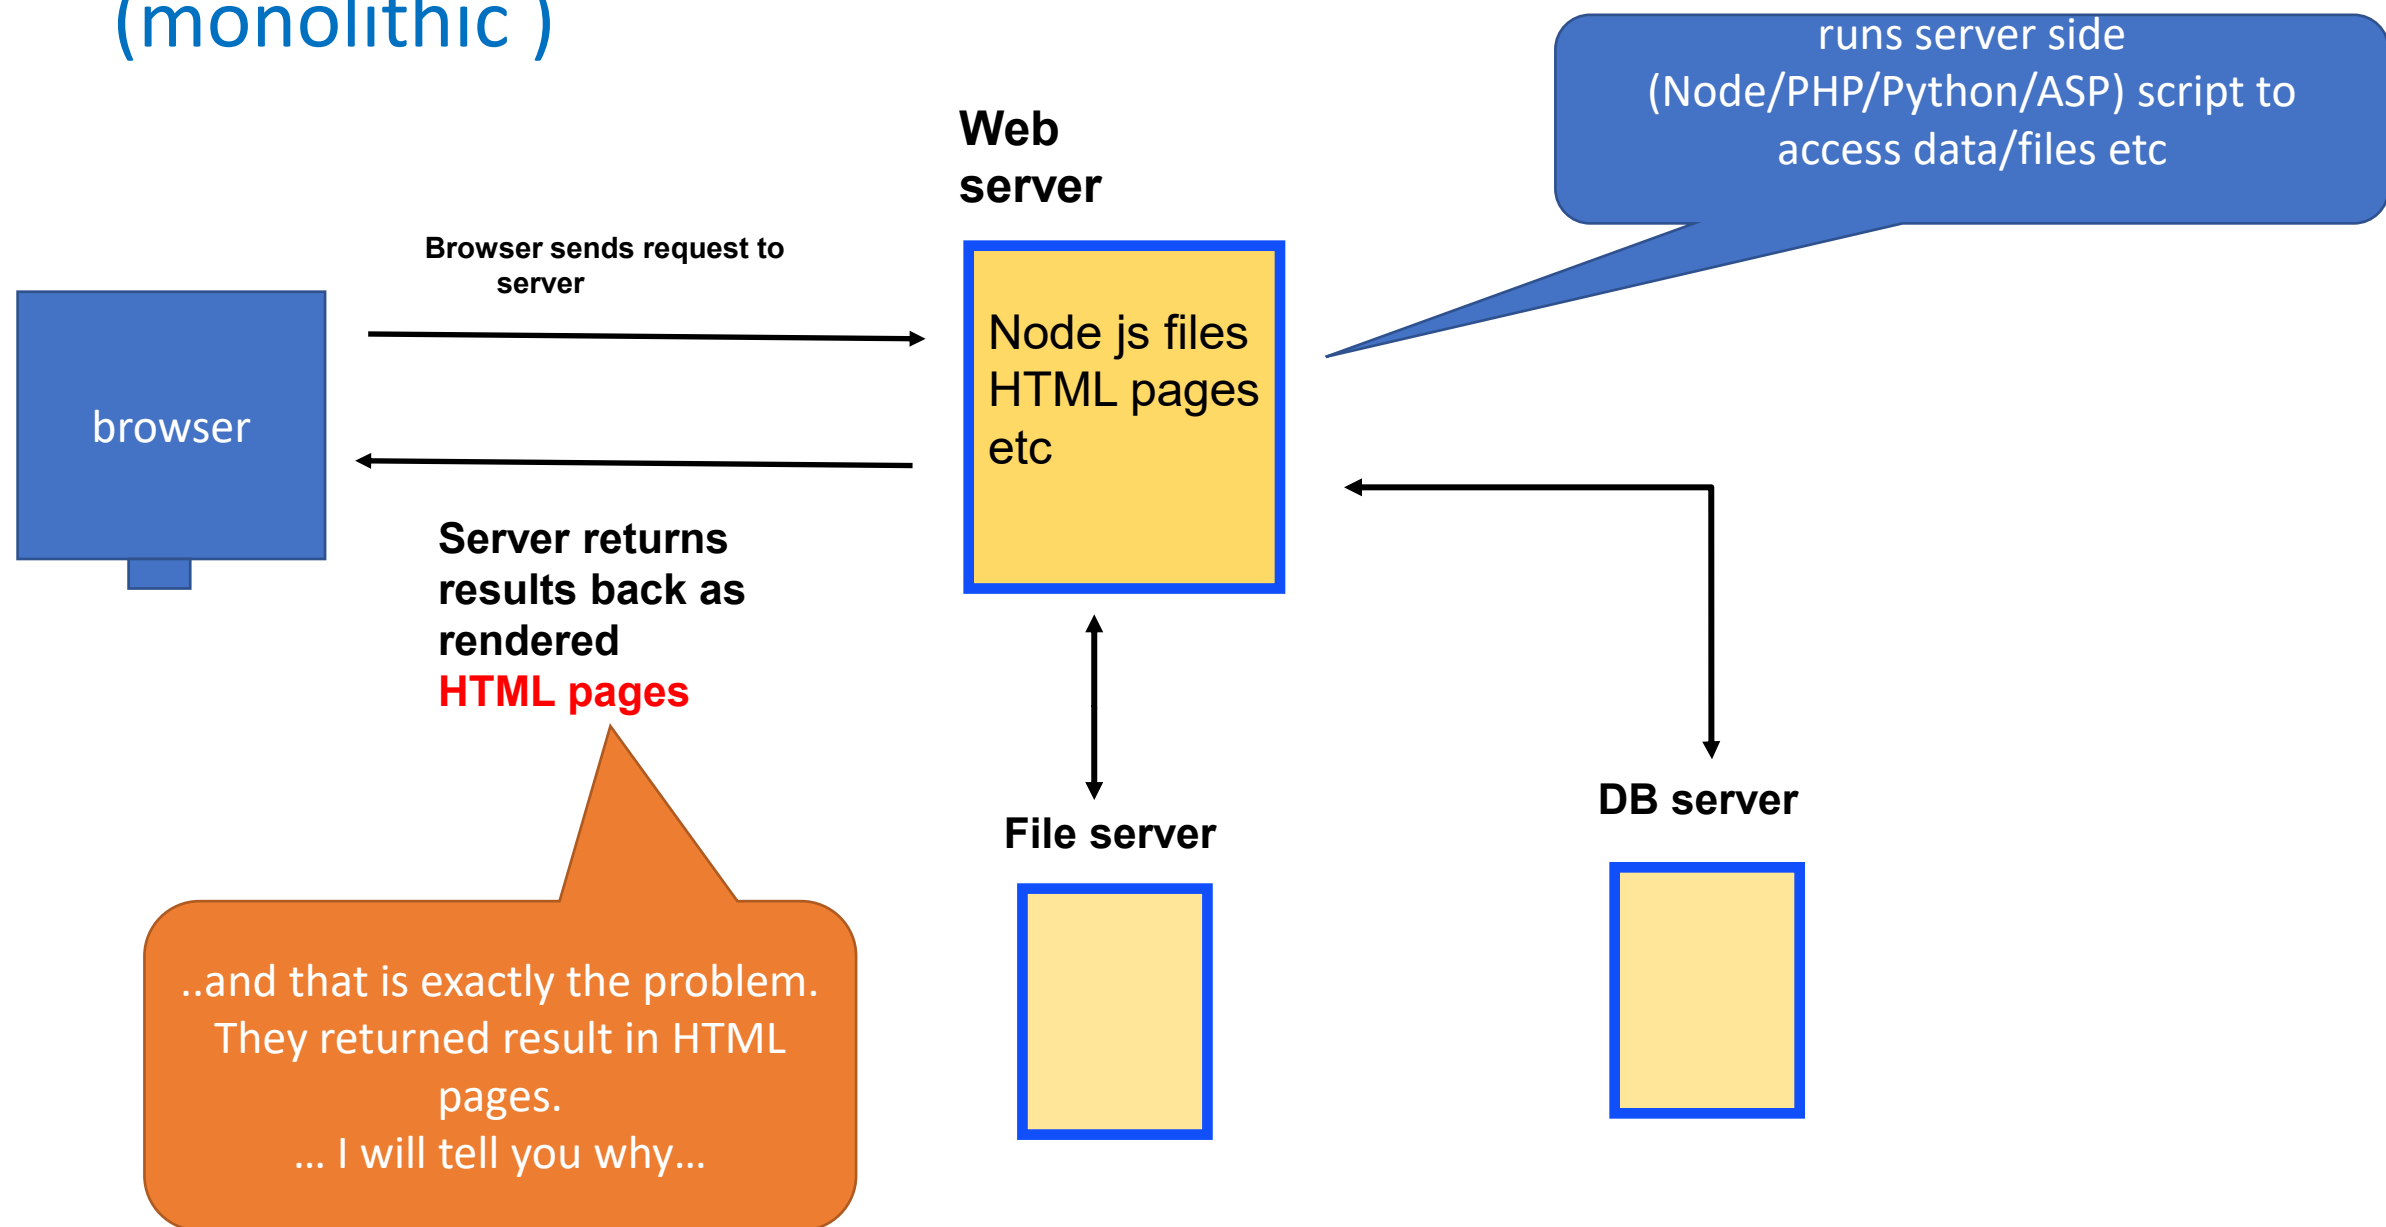 (monolithic )
runs server side
(Node/PHP/Python/ASP) script to
access data/files etc
Web
server
Browser sends request to
server
browser
Node js files
HTML pages
etc
Server returns
results back as
rendered
HTML pages
DB server
File server
..and that is exactly the problem.
They returned result in HTML
pages.
... I will tell you why...